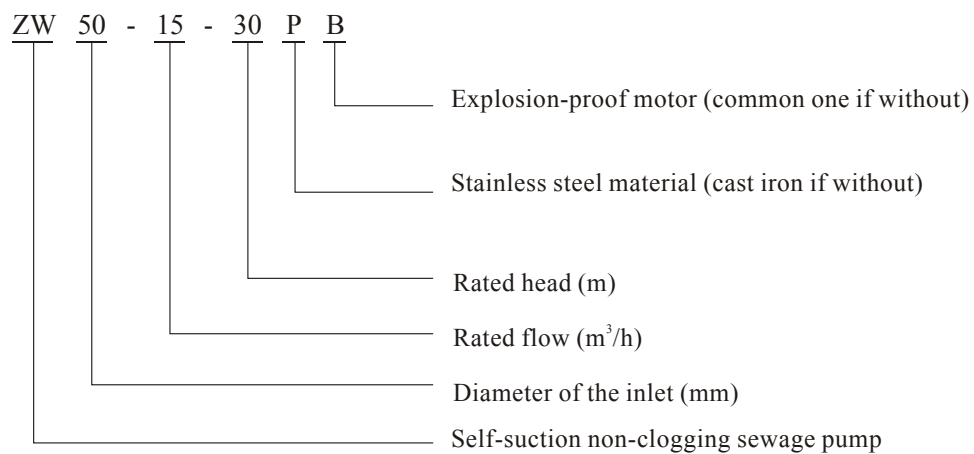 ZW 50 - 15 - 30 P B
Explosion-proof motor (common one if without)
Stainless steel material (cast iron if without)
Rated head (m)
Rated flow (m³/h)
Diameter of the inlet (mm)
Self-suction non-clogging sewage pump